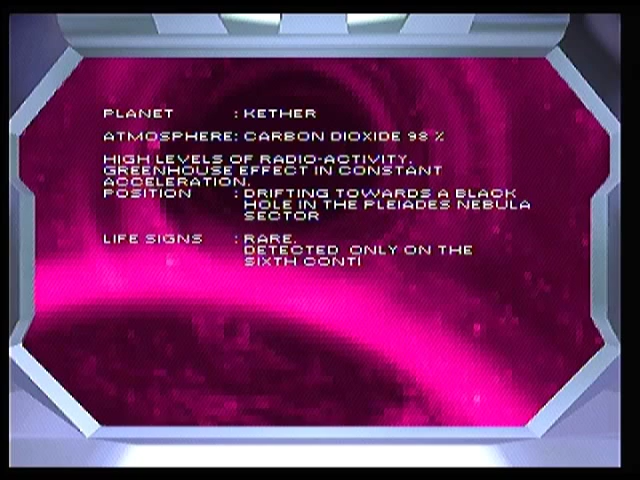 PLANET : KETHER
ATMOSPHERE: CARBON DIOXIDE 98 %
HIGH LEVELS OF RADIO-ACTIVITY.
GREENHOUSE EFFECT IN CONSTANT
ACCELERATION.
POSITION : DRIFTING TOWARDS A BLACK
HOLE IN THE PLEIADES NEBULA
SECTOR
LIFE SIGNS : RARE.
DETECTED ONLY ON THE
SIXTH CONTI